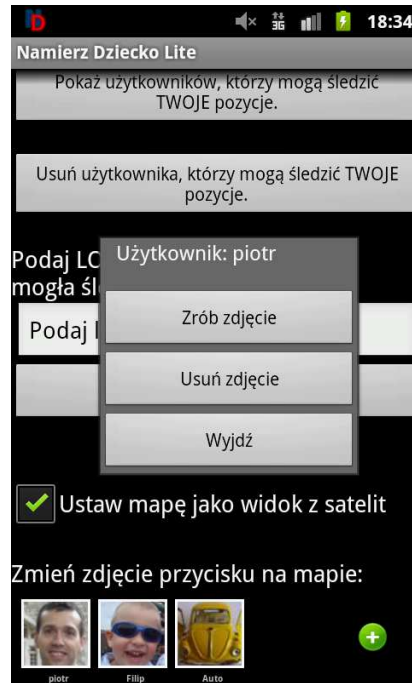 3G
18:34
Namierz Dziecko Lite
Pokaż użytkowników, którzy mogą śledzić
TWOJE pozycje.
Usuń użytkownika, którzy mogą śledzić TWOJE
pozycje.
Podaj LO
mogła śl
Podaj
Użytkownik: piotr
Zrób zdjęcie
Usuń zdjęcie
Wyjdź
Ustaw mapę jako widok z satelit
Zmień zdjęcie przycisku na mapie:
piotr Filip Auto